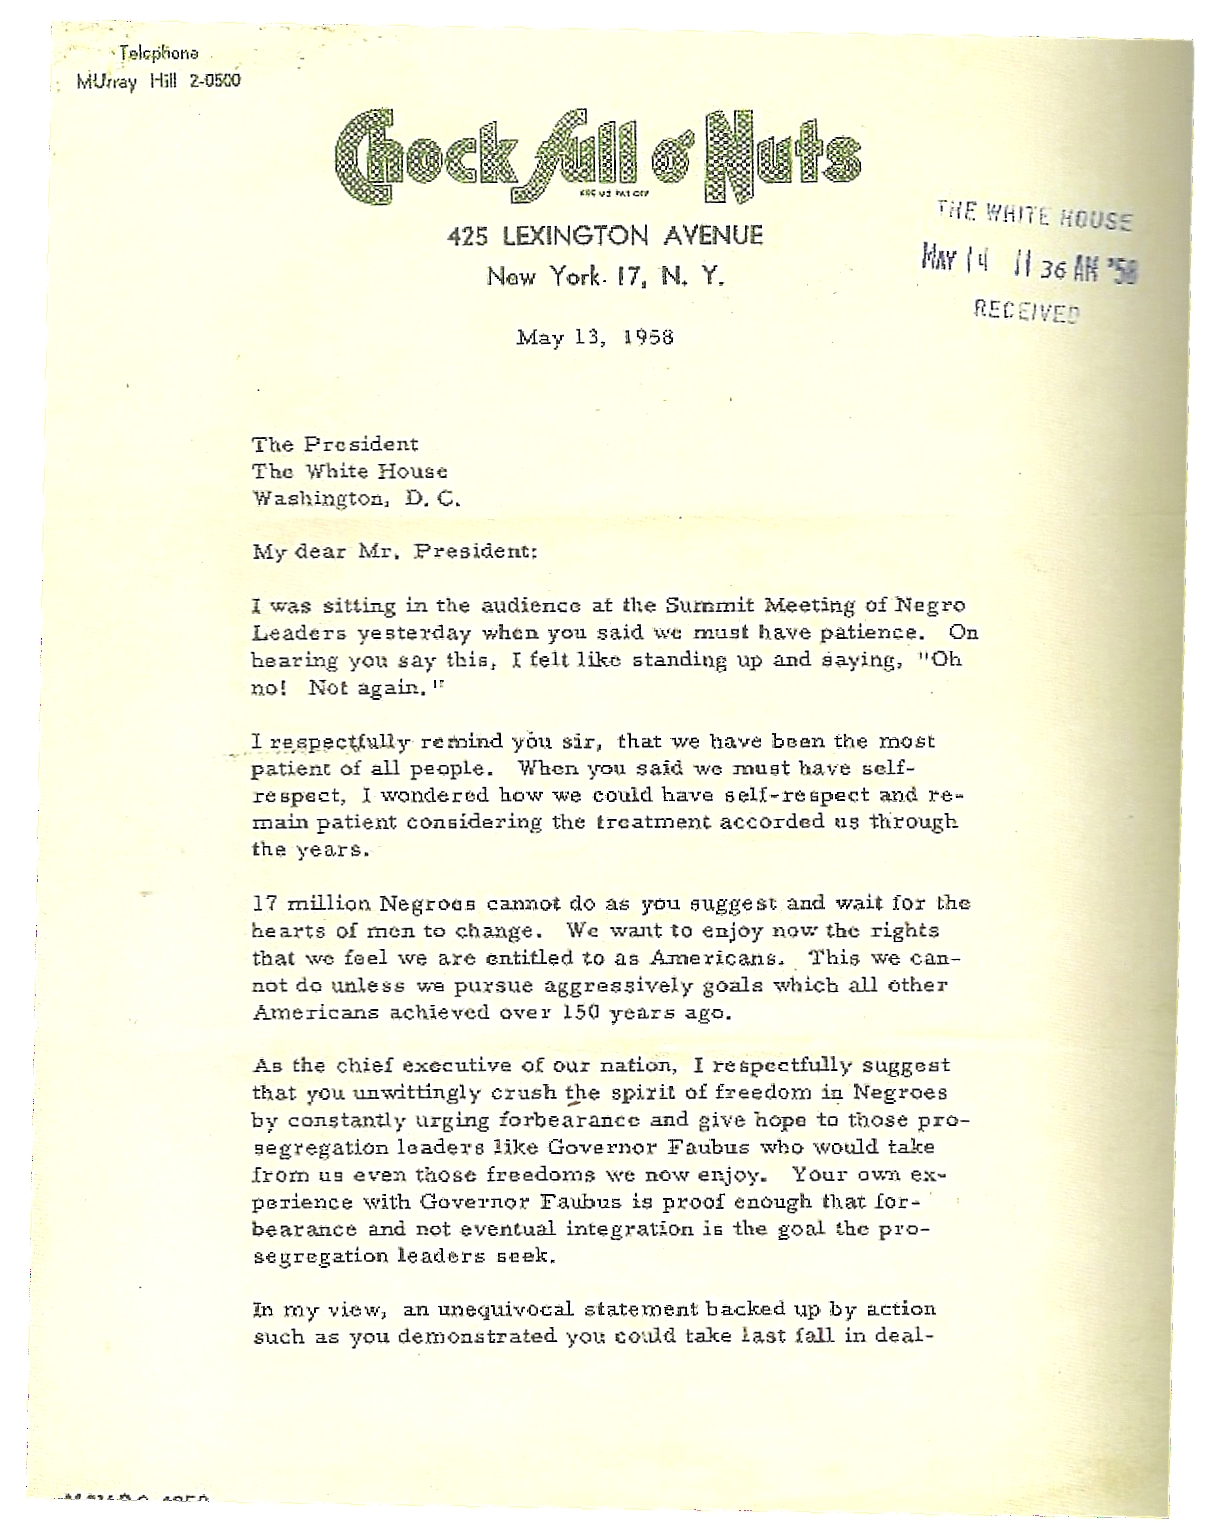 Telephone
MUrray Hill 2-0500
Chock full o' Nuts
REG US PAT OFF
425 LEXINGTON AVENUE
New York 17, N. Y.
THE WHITE HOUSE
MAY 14 11 36 AM '58
RECEIVED
May 13, 1958
The President
The White House
Washington, D. C.
My dear Mr. President:
I was sitting in the audience at the Summit Meeting of Negro
Leaders yesterday when you said we must have patience. On
hearing you say this, I felt like standing up and saying, "Oh
no! Not again."
I respectfully remind you sir, that we have been the most
patient of all people. When you said we must have self-
respect, I wondered how we could have self-respect and re-
main patient considering the treatment accorded us through
the years.
17 million Negroes cannot do as you suggest and wait for the
hearts of men to change. We want to enjoy now the rights
that we feel we are entitled to as Americans. This we can-
not do unless we pursue aggressively goals which all other
Americans achieved over 150 years ago.
As the chief executive of our nation, I respectfully suggest
that you unwittingly crush the spirit of freedom in Negroes
by constantly urging forbearance and give hope to those pro-
segregation leaders like Governor Faubus who would take
from us even those freedoms we now enjoy. Your own ex-
perience with Governor Faubus is proof enough that for-
bearance and not eventual integration is the goal the pro-
segregation leaders seek.
In my view, an unequivocal statement backed up by action
such as you demonstrated you could take last fall in deal-